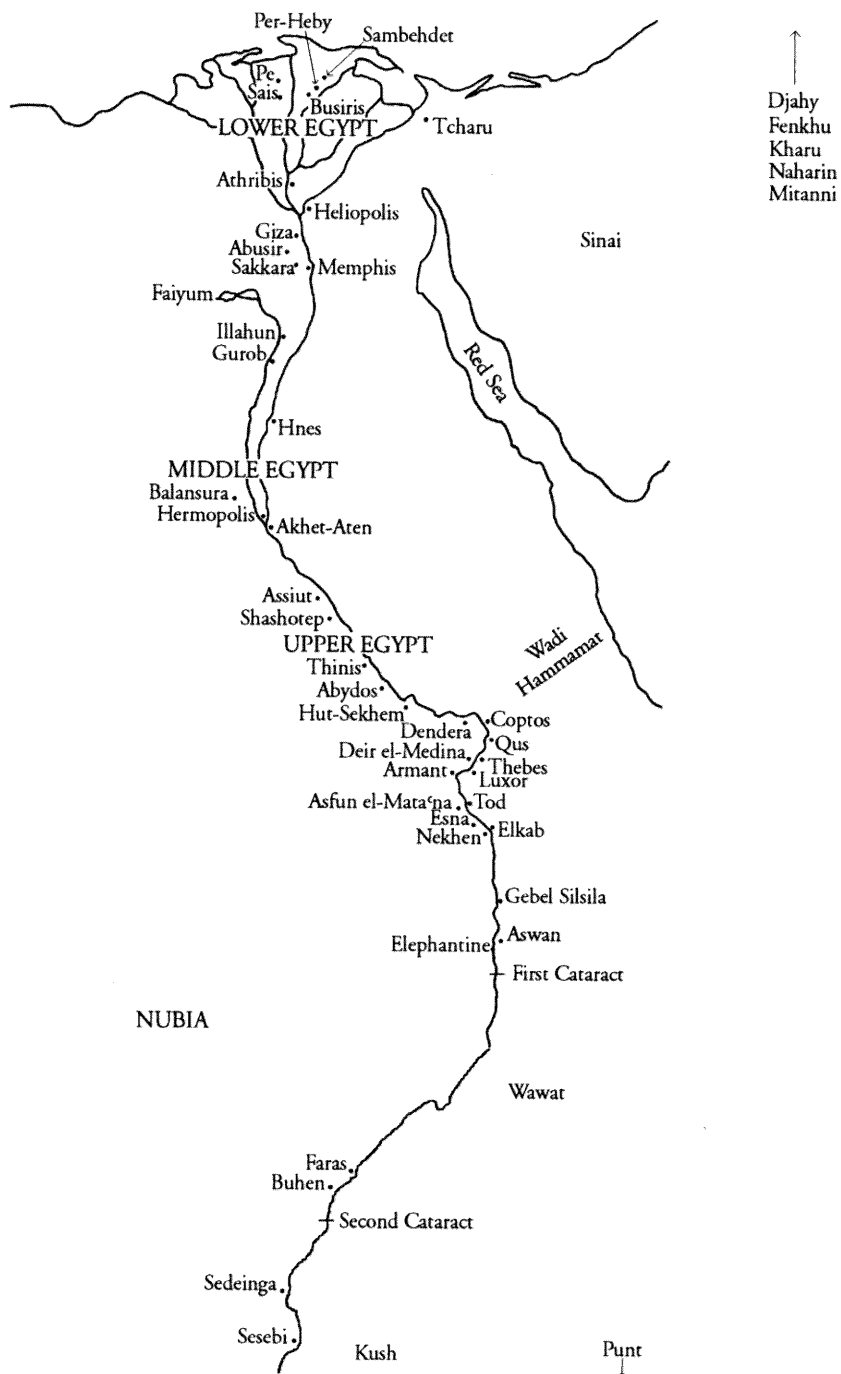 Per-Heby
Sambehdet
Pe
Sais
Busiris
LOWER EGYPT
Tcharu
Djahy
Fenkhu
Kharu
Naharin
Mitanni
Athribis
Heliopolis
Giza
Abusir
Sakkara
Memphis
Sinai
Faiyum
Illahun
Gurob
Red Sea
Hnes
MIDDLE EGYPT
Balansura
Hermopolis
Akhet-Aten
Assiut
Shashotep
UPPER EGYPT
Wadi
Hammamat
Thinis
Abydos
Hut-Sekhem
Dendera
Coptos
Qus
Deir el-Medina
Thebes
Armant
Luxor
Asfun el-Mataʿna
Tod
Esna
Nekhen
Elkab
Gebel Silsila
Elephantine
Aswan
First Cataract
NUBIA
Wawat
Faras
Buhen
Second Cataract
Sedeinga
Sesebi
Kush
Punt